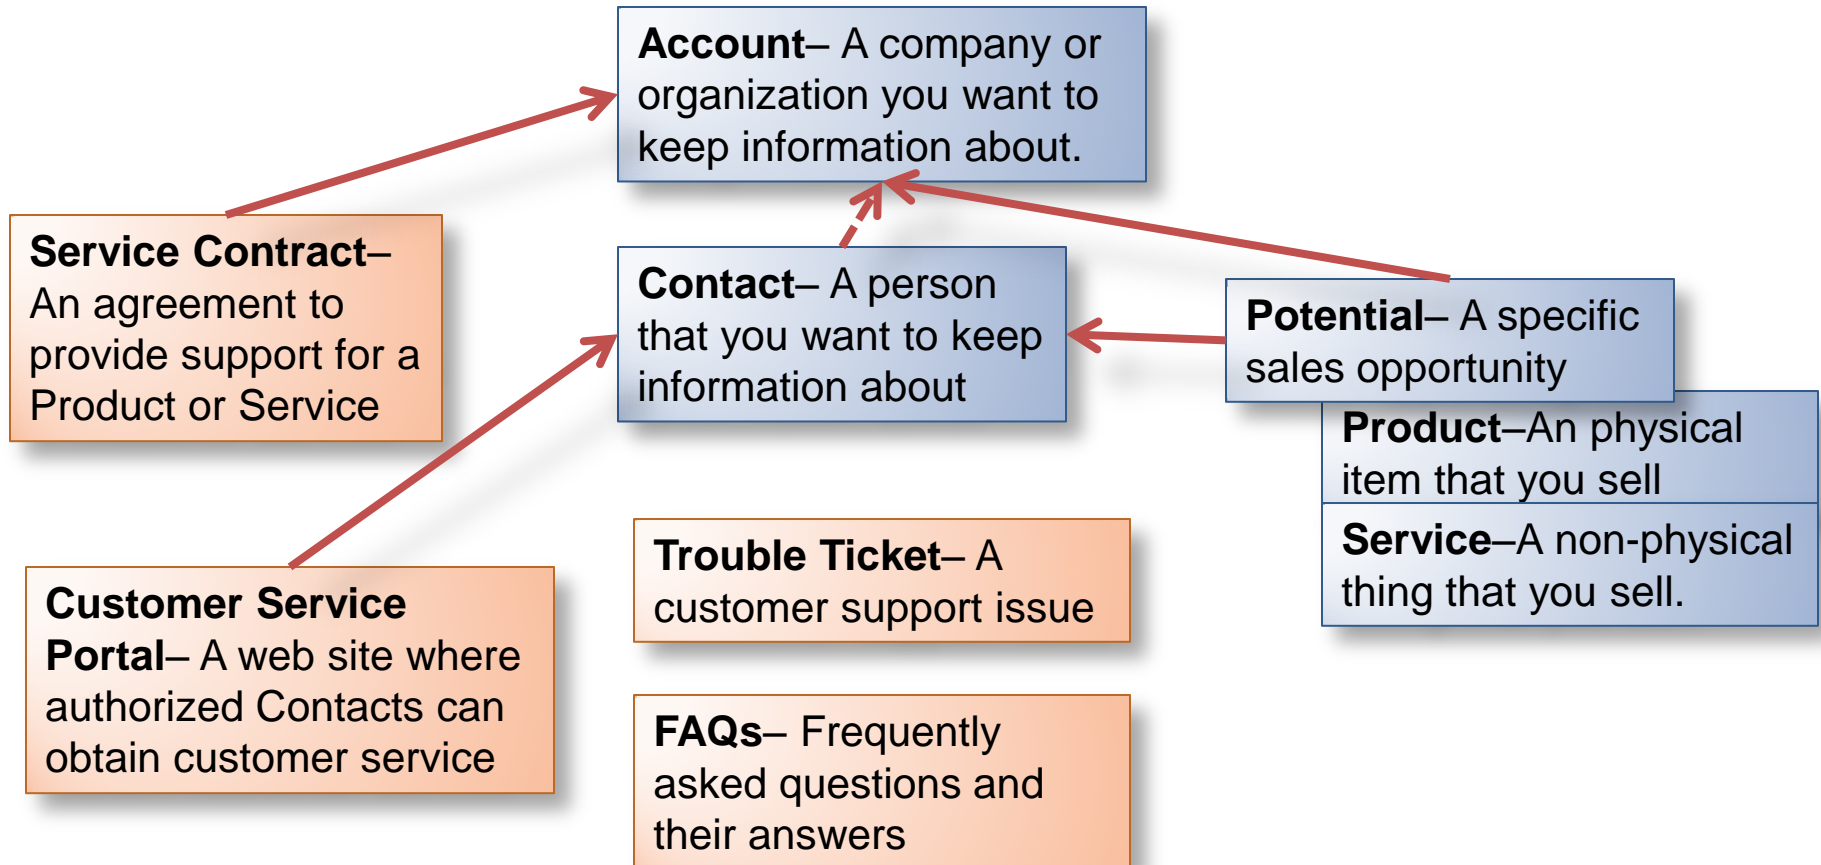 Account– A company or
organization you want to
keep information about.
Service Contract–
An agreement to
provide support for a
Product or Service
Contact– A person
that you want to keep
information about
Potential– A specific
sales opportunity
Product–An physical
item that you sell
Service–A non-physical
thing that you sell.
Trouble Ticket– A
customer support issue
Customer Service
Portal– A web site where
authorized Contacts can
obtain customer service
FAQs– Frequently
asked questions and
their answers